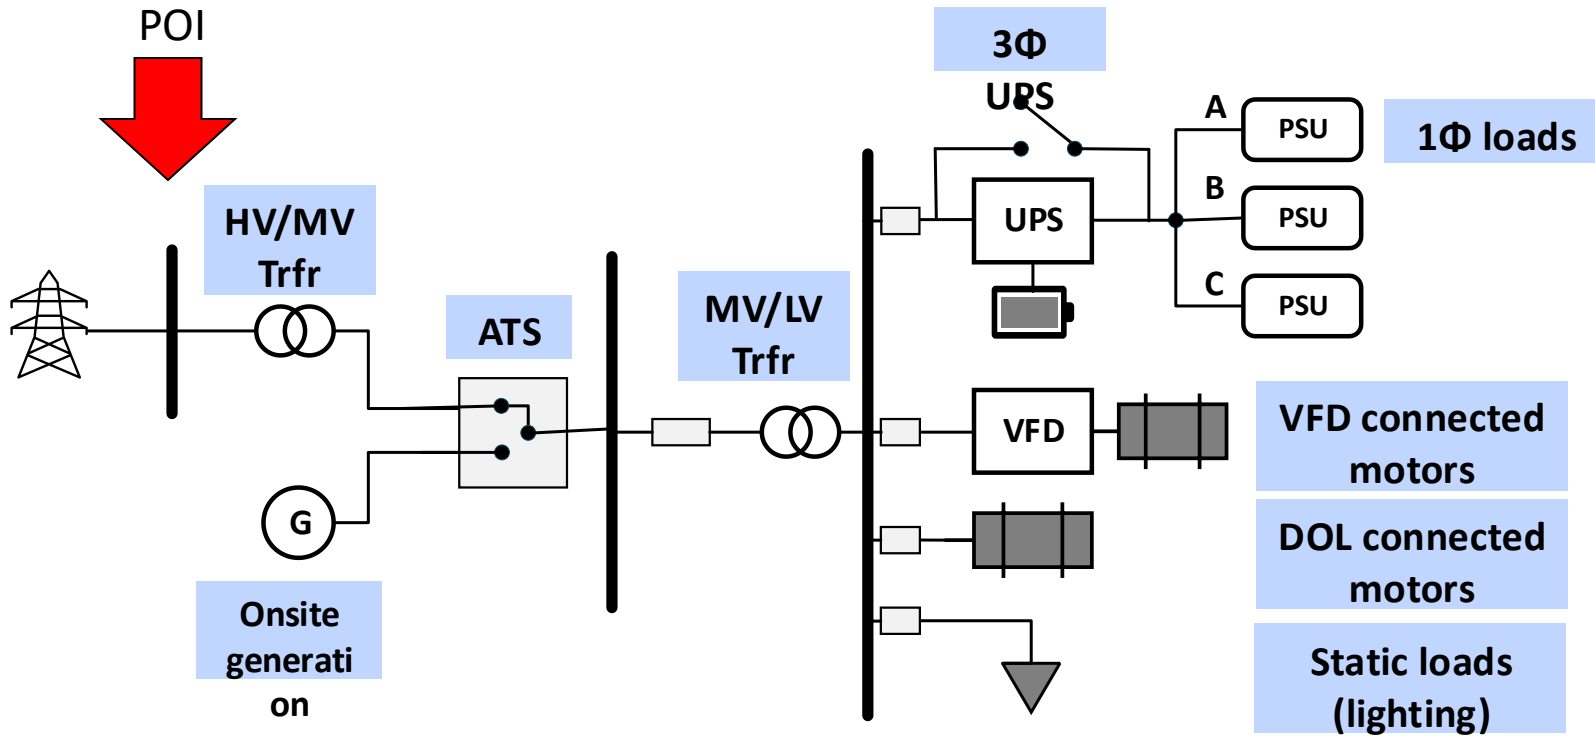 POI
3Φ
UPS
A
PSU
1Φ loads
HV/MV
Trfr
B
UPS
PSU
C
PSU
ATS
MV/LV
Trfr
VFD
VFD connected
motors
G
DOL connected
motors
Onsite
generati
on
Static loads
(lighting)